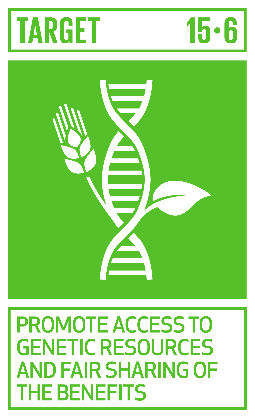 TARGET 15·6
PROMOTE ACCESS TO
GENETIC RESOURCES
AND FAIR SHARING OF
THE BENEFITS